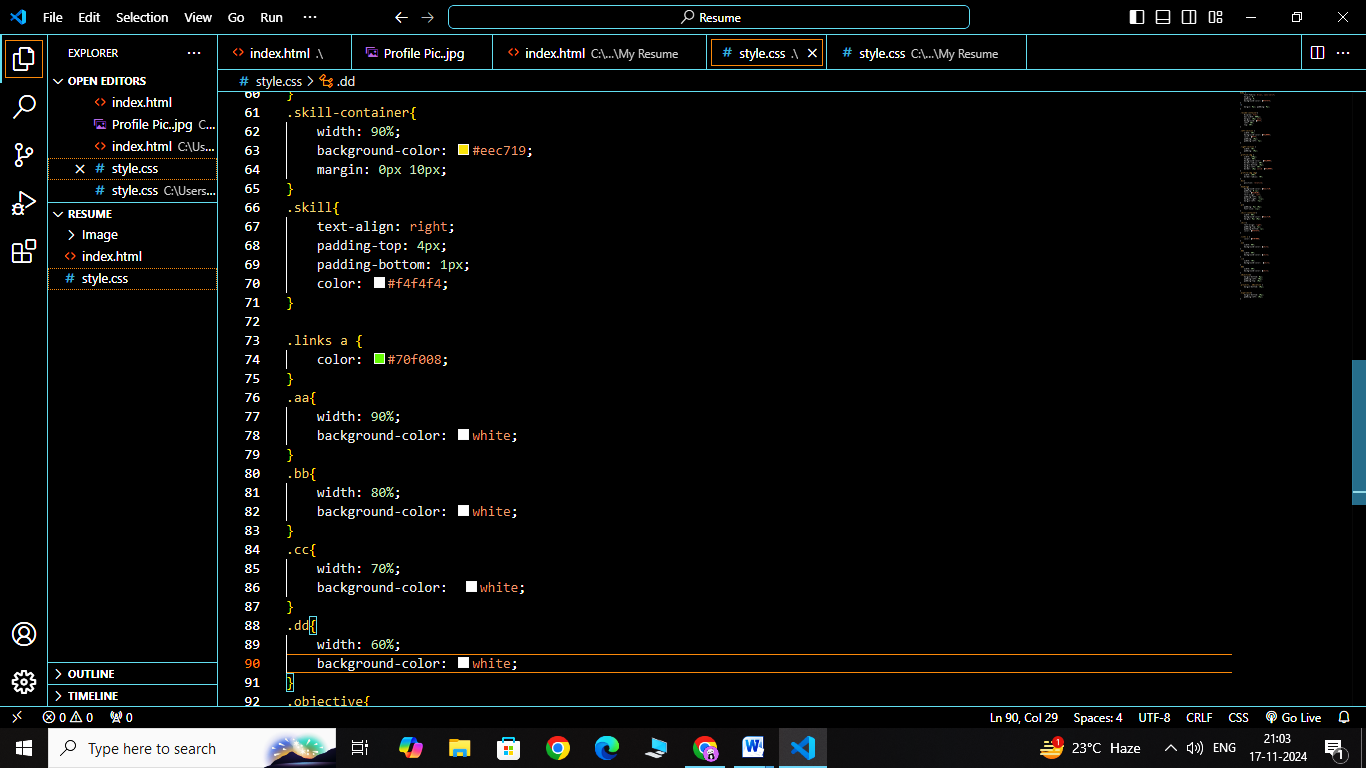 File Edit Selection View Go Run ···
Resume
EXPLORER ···
index.html .\
Profile Pic..jpg
index.html C:\...\My Resume
# style.css .\
# style.css C:\...\My Resume
OPEN EDITORS
index.html
Profile Pic..jpg C...
index.html C:\Us...
# style.css
# style.css C:\Users...
RESUME
Image
index.html
# style.css
OUTLINE
TIMELINE
# style.css > .dd
60 }
61 .skill-container{
62 width: 90%;
63 background-color: #eec719;
64 margin: 0px 10px;
65 }
66 .skill{
67 text-align: right;
68 padding-top: 4px;
69 padding-bottom: 1px;
70 color: #f4f4f4;
71 }
72
73 .links a {
74 color: #70f008;
75 }
76 .aa{
77 width: 90%;
78 background-color: white;
79 }
80 .bb{
81 width: 80%;
82 background-color: white;
83 }
84 .cc{
85 width: 70%;
86 background-color: white;
87 }
88 .dd{
89 width: 60%;
90 background-color: white;
91 }
92 .objective{
0 0 0
Ln 90, Col 29 Spaces: 4 UTF-8 CRLF CSS Go Live
Type here to search
1 23°C Haze ENG 21:03 1
17-11-2024